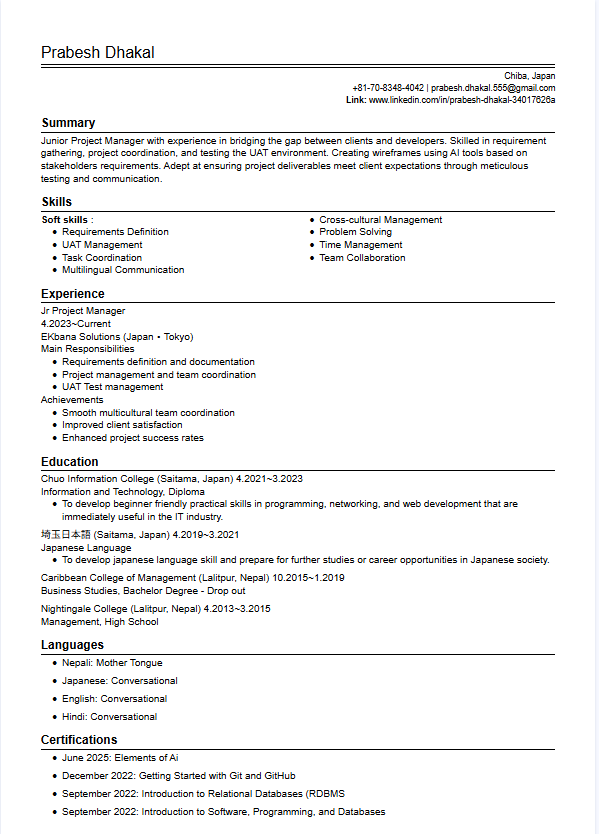 Prabesh Dhakal
Chiba, Japan
+81-70-8348-4042 | prabesh.dhakal.555@gmail.com
Link: www.linkedin.com/in/prabesh-dhakal-34017626a
Summary
Junior Project Manager with experience in bridging the gap between clients and developers. Skilled in requirement
gathering, project coordination, and testing the UAT environment. Creating wireframes using AI tools based on
stakeholders requirements. Adept at ensuring project deliverables meet client expectations through meticulous
testing and communication.
Skills
Soft skills :
• Requirements Definition
• UAT Management
• Task Coordination
• Multilingual Communication
• Cross-cultural Management
• Problem Solving
• Time Management
• Team Collaboration
Experience
Jr Project Manager
4.2023~Current
EKbana Solutions (Japan・Tokyo)
Main Responsibilities
• Requirements definition and documentation
• Project management and team coordination
• UAT Test management
Achievements
• Smooth multicultural team coordination
• Improved client satisfaction
• Enhanced project success rates
Education
Chuo Information College (Saitama, Japan) 4.2021~3.2023
Information and Technology, Diploma
• To develop beginner friendly practical skills in programming, networking, and web development that are
immediately useful in the IT industry.
埼玉日本語 (Saitama, Japan) 4.2019~3.2021
Japanese Language
• To develop japanese language skill and prepare for further studies or career opportunities in Japanese society.
Caribbean College of Management (Lalitpur, Nepal) 10.2015~1.2019
Business Studies, Bachelor Degree - Drop out
Nightingale College (Lalitpur, Nepal) 4.2013~3.2015
Management, High School
Languages
• Nepali: Mother Tongue
• Japanese: Conversational
• English: Conversational
• Hindi: Conversational
Certifications
• June 2025: Elements of Ai
• December 2022: Getting Started with Git and GitHub
• September 2022: Introduction to Relational Databases (RDBMS
• September 2022: Introduction to Software, Programming, and Databases